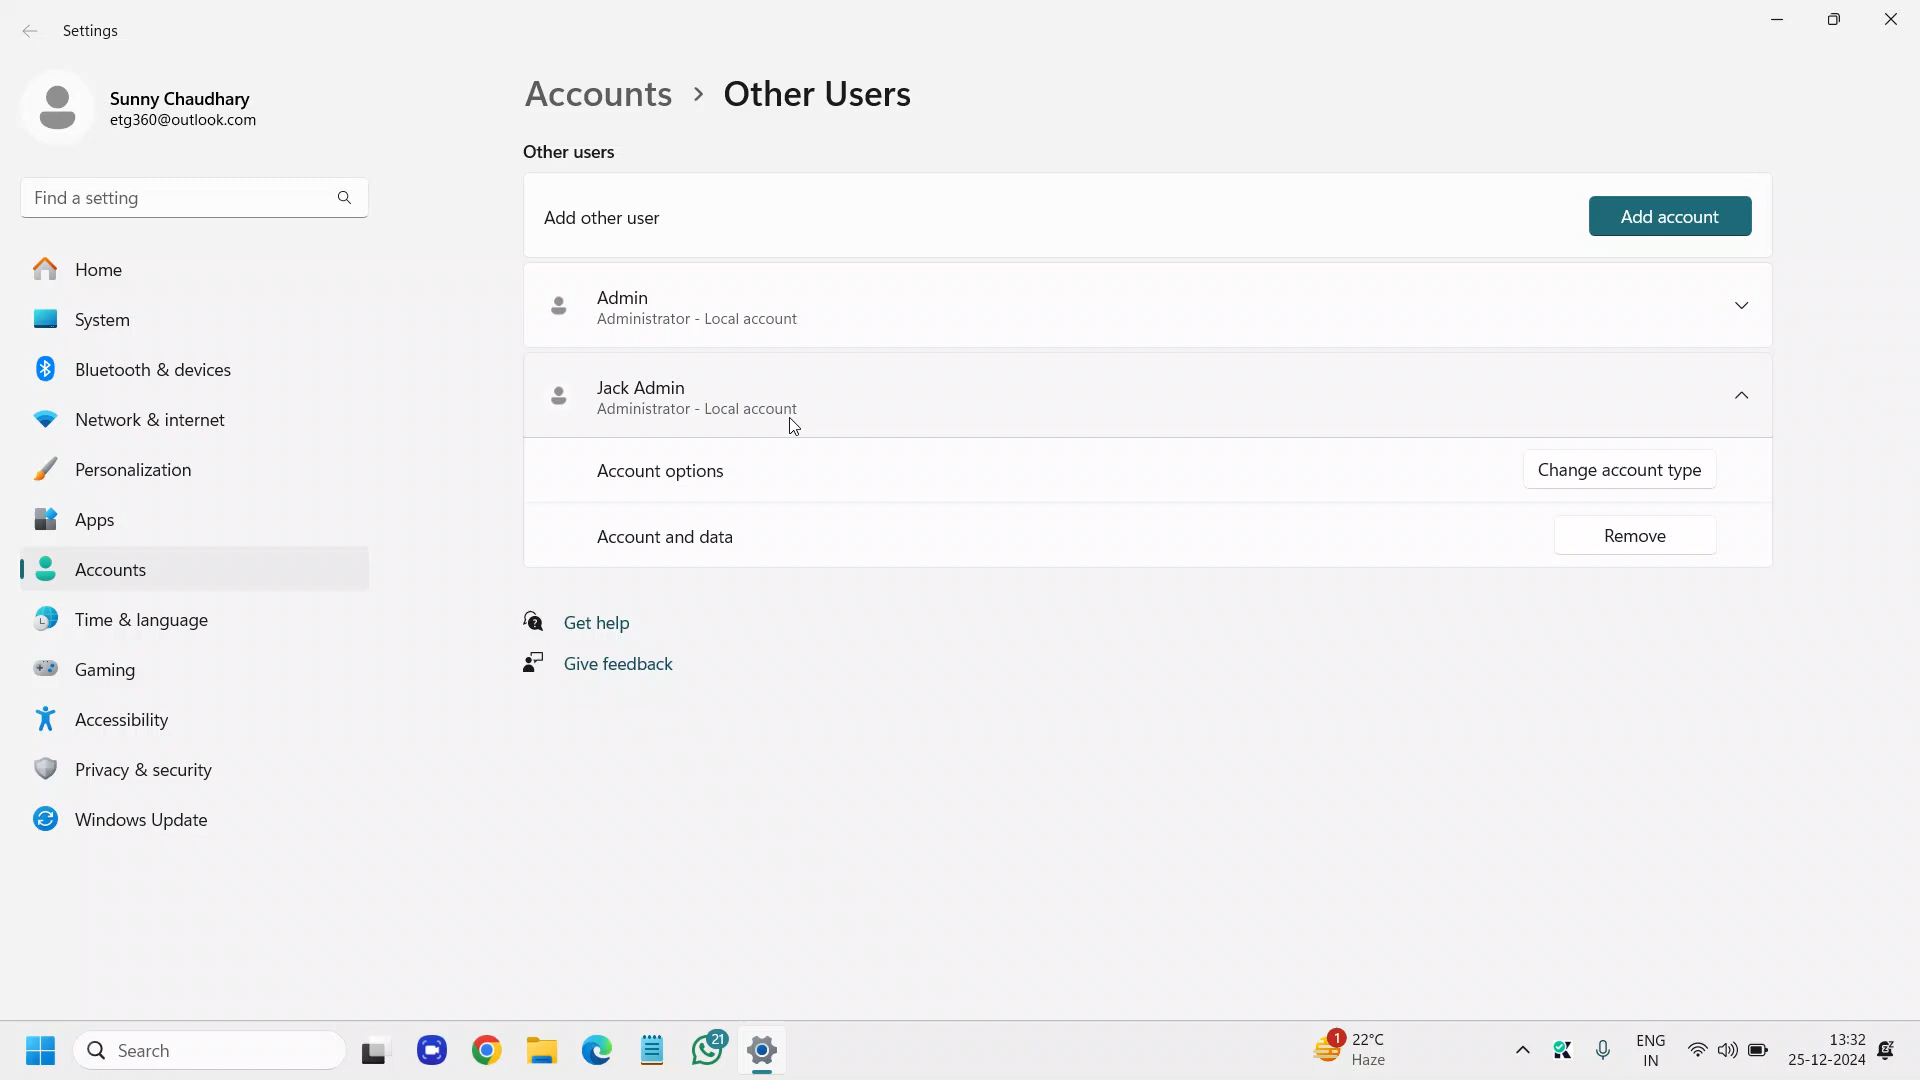 Settings
Sunny Chaudhary
etg360@outlook.com
Find a setting
Home
System
Bluetooth & devices
Network & internet
Personalization
Apps
Accounts
Time & language
Gaming
Accessibility
Privacy & security
Windows Update
Accounts > Other Users
Other users
Add other user
Add account
Admin
Administrator - Local account
Jack Admin
Administrator - Local account
Account options
Change account type
Account and data
Remove
Get help
Give feedback
Search
21
1
22°C
Haze
ENG
IN
13:32
25-12-2024